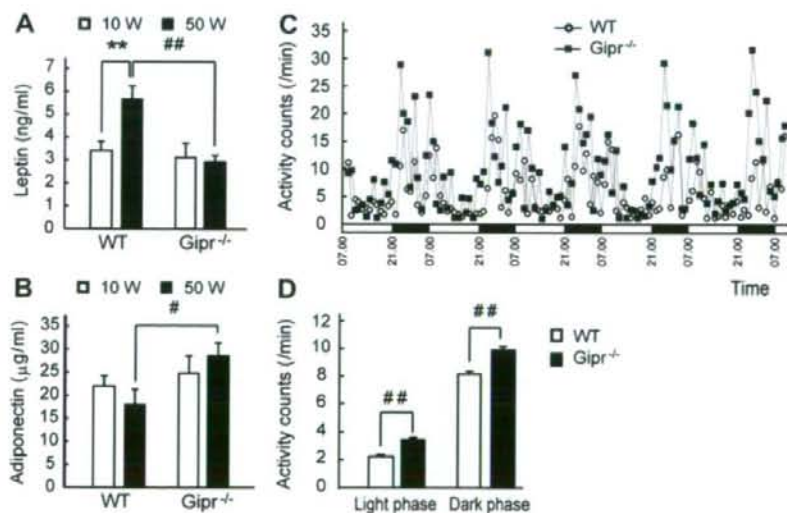 A
10 W 50 W
** ##
Leptin (ng/ml)
7
6
5
4
3
2
1
0
WT Gipr-/-
B
10 W 50 W
#
Adiponectin (µg/ml)
35
30
25
20
15
10
5
0
WT Gipr-/-
C
WT
Gipr-/-
Activity counts (/min)
35
30
25
20
15
10
5
0
07.00 21.00 07.00 21.00 07.00 21.00 07.00 21.00 07.00 21.00 07.00
Time
D
WT
Gipr-/-
## ##
Activity counts (/min)
12
10
8
6
4
2
0
Light phase Dark phase